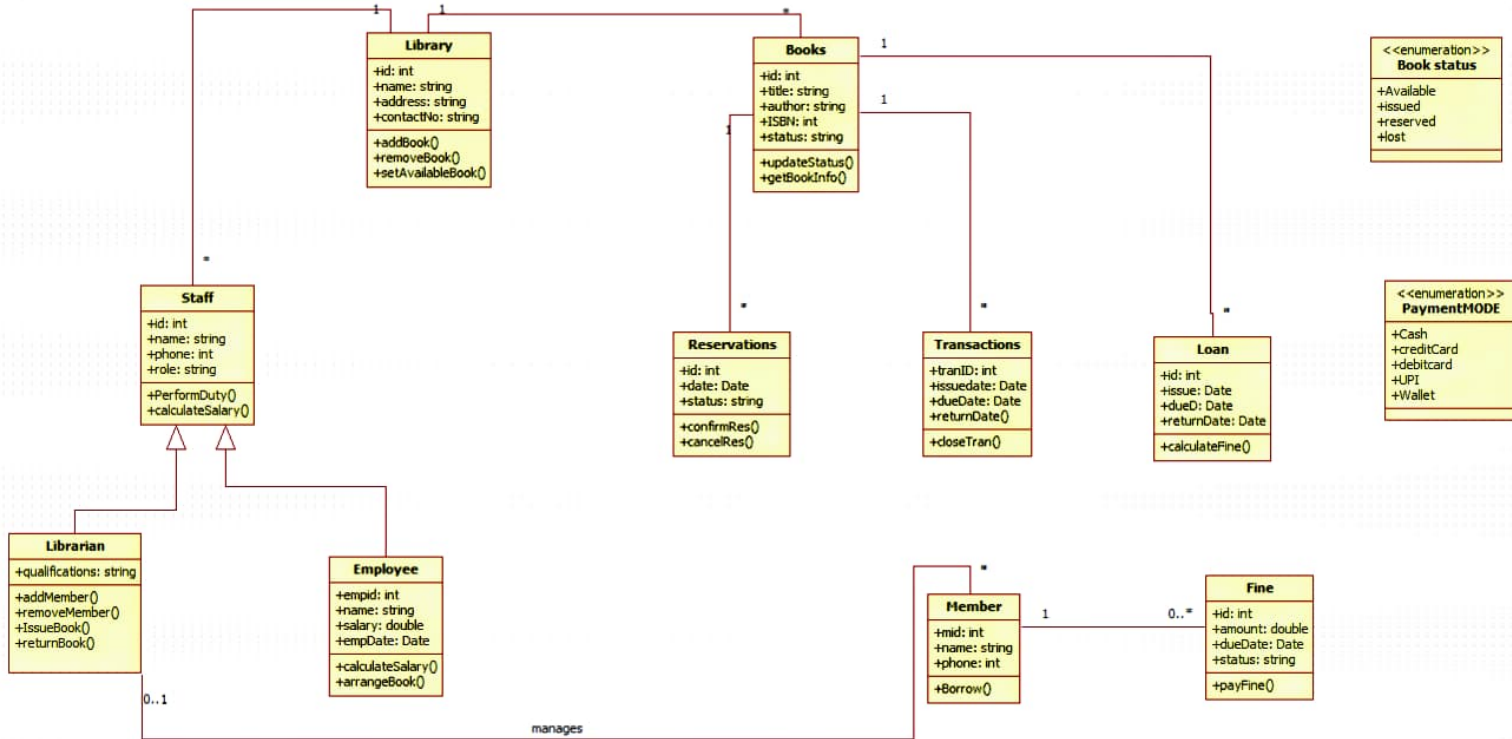 1
1
*
Library
+id: int
+name: string
+address: string
+contactNo: string
+addBook()
+removeBook()
+setAvailableBook()
Books
+id: int
+title: string
+author: string
+ISBN: int
+status: string
+updateStatus()
+getBookInfo()
1
1
1
<<enumeration>>
Book status
+Available
+issued
+reserved
+lost
*
Staff
+id: int
+name: string
+phone: int
+role: string
+PerformDuty()
+calculateSalary()
*
Reservations
+id: int
+date: Date
+status: string
+confirmRes()
+cancelRes()
*
Transactions
+tranID: int
+issuedate: Date
+dueDate: Date
+returnDate()
+closeTran()
*
Loan
+id: int
+issue: Date
+dueD: Date
+returnDate: Date
+calculateFine()
<<enumeration>>
PaymentMODE
+Cash
+creditCard
+debitcard
+UPI
+Wallet
Librarian
+qualifications: string
+addMember()
+removeMember()
+IssueBook()
+returnBook()
Employee
+empid: int
+name: string
+salary: double
+empDate: Date
+calculateSalary()
+arrangeBook()
*
Member
+mid: int
+name: string
+phone: int
+Borrow()
1
0..*
Fine
+id: int
+amount: double
+dueDate: Date
+status: string
+payFine()
0..1
manages